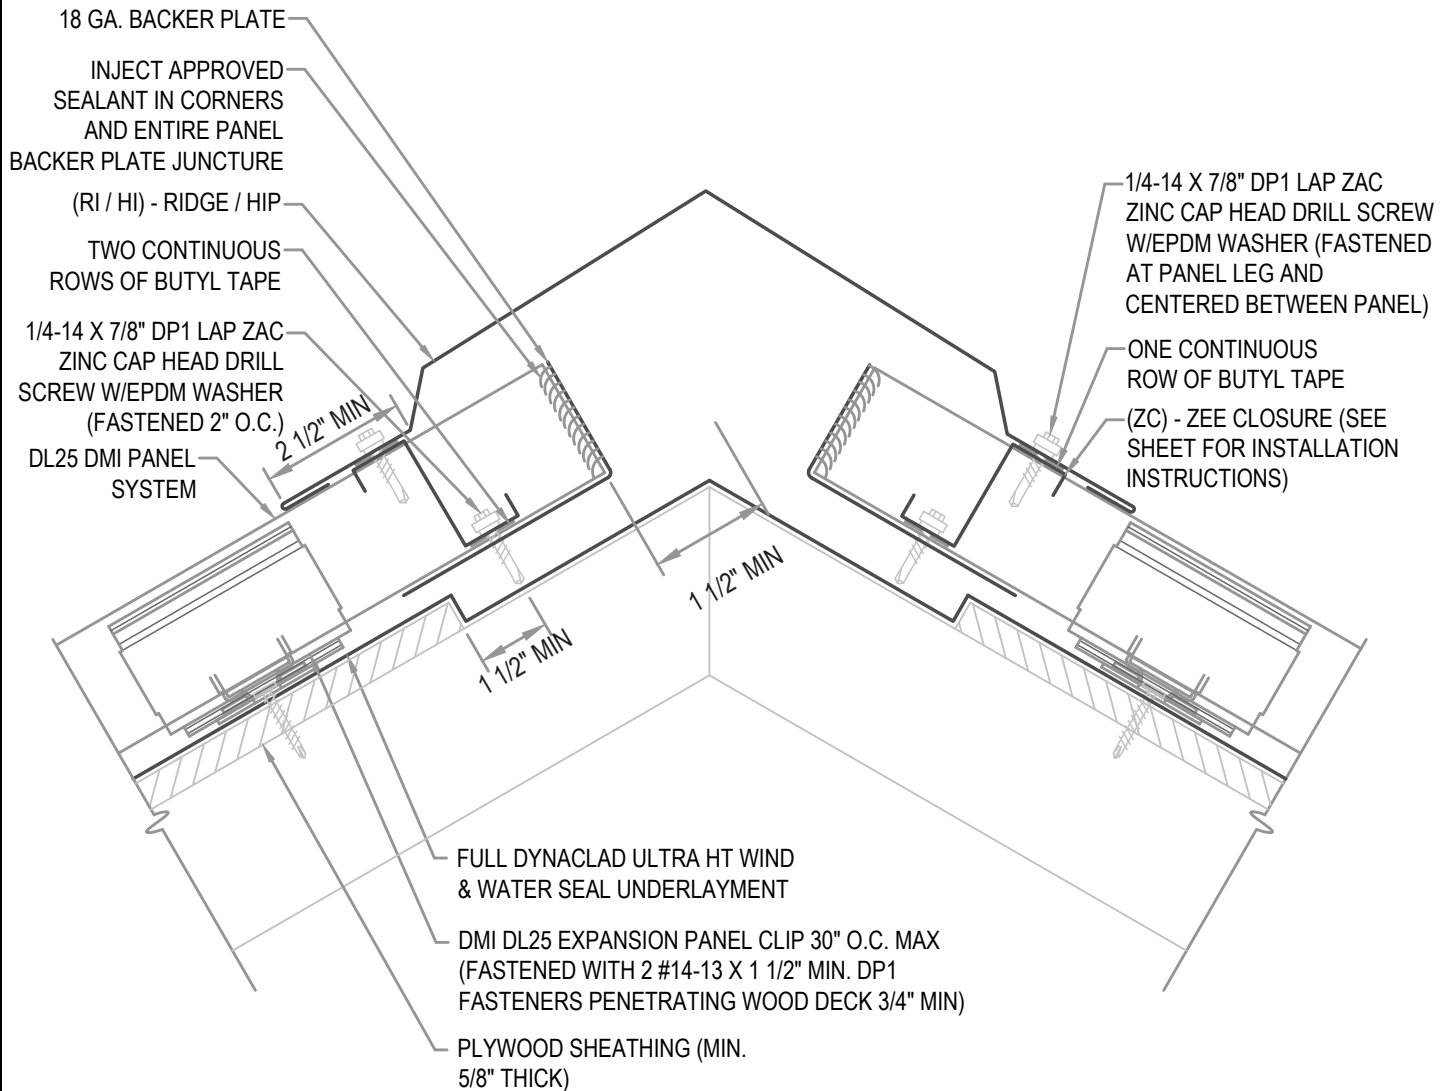 18 GA. BACKER PLATE
INJECT APPROVED
SEALANT IN CORNERS
AND ENTIRE PANEL
BACKER PLATE JUNCTURE
(RI / HI) - RIDGE / HIP
TWO CONTINUOUS
ROWS OF BUTYL TAPE
1/4-14 X 7/8" DP1 LAP ZAC
ZINC CAP HEAD DRILL
SCREW W/EPDM WASHER
(FASTENED 2" O.C.)
DL25 DMI PANEL
SYSTEM
2 1/2" MIN
1 1/2" MIN
1 1/2" MIN
1/4-14 X 7/8" DP1 LAP ZAC
ZINC CAP HEAD DRILL SCREW
W/EPDM WASHER (FASTENED
AT PANEL LEG AND
CENTERED BETWEEN PANEL)
ONE CONTINUOUS
ROW OF BUTYL TAPE
(ZC) - ZEE CLOSURE (SEE
SHEET FOR INSTALLATION
INSTRUCTIONS)
FULL DYNACLAD ULTRA HT WIND
& WATER SEAL UNDERLAYMENT
DMI DL25 EXPANSION PANEL CLIP 30" O.C. MAX
(FASTENED WITH 2 #14-13 X 1 1/2" MIN. DP1
FASTENERS PENETRATING WOOD DECK 3/4" MIN)
PLYWOOD SHEATHING (MIN.
5/8" THICK)